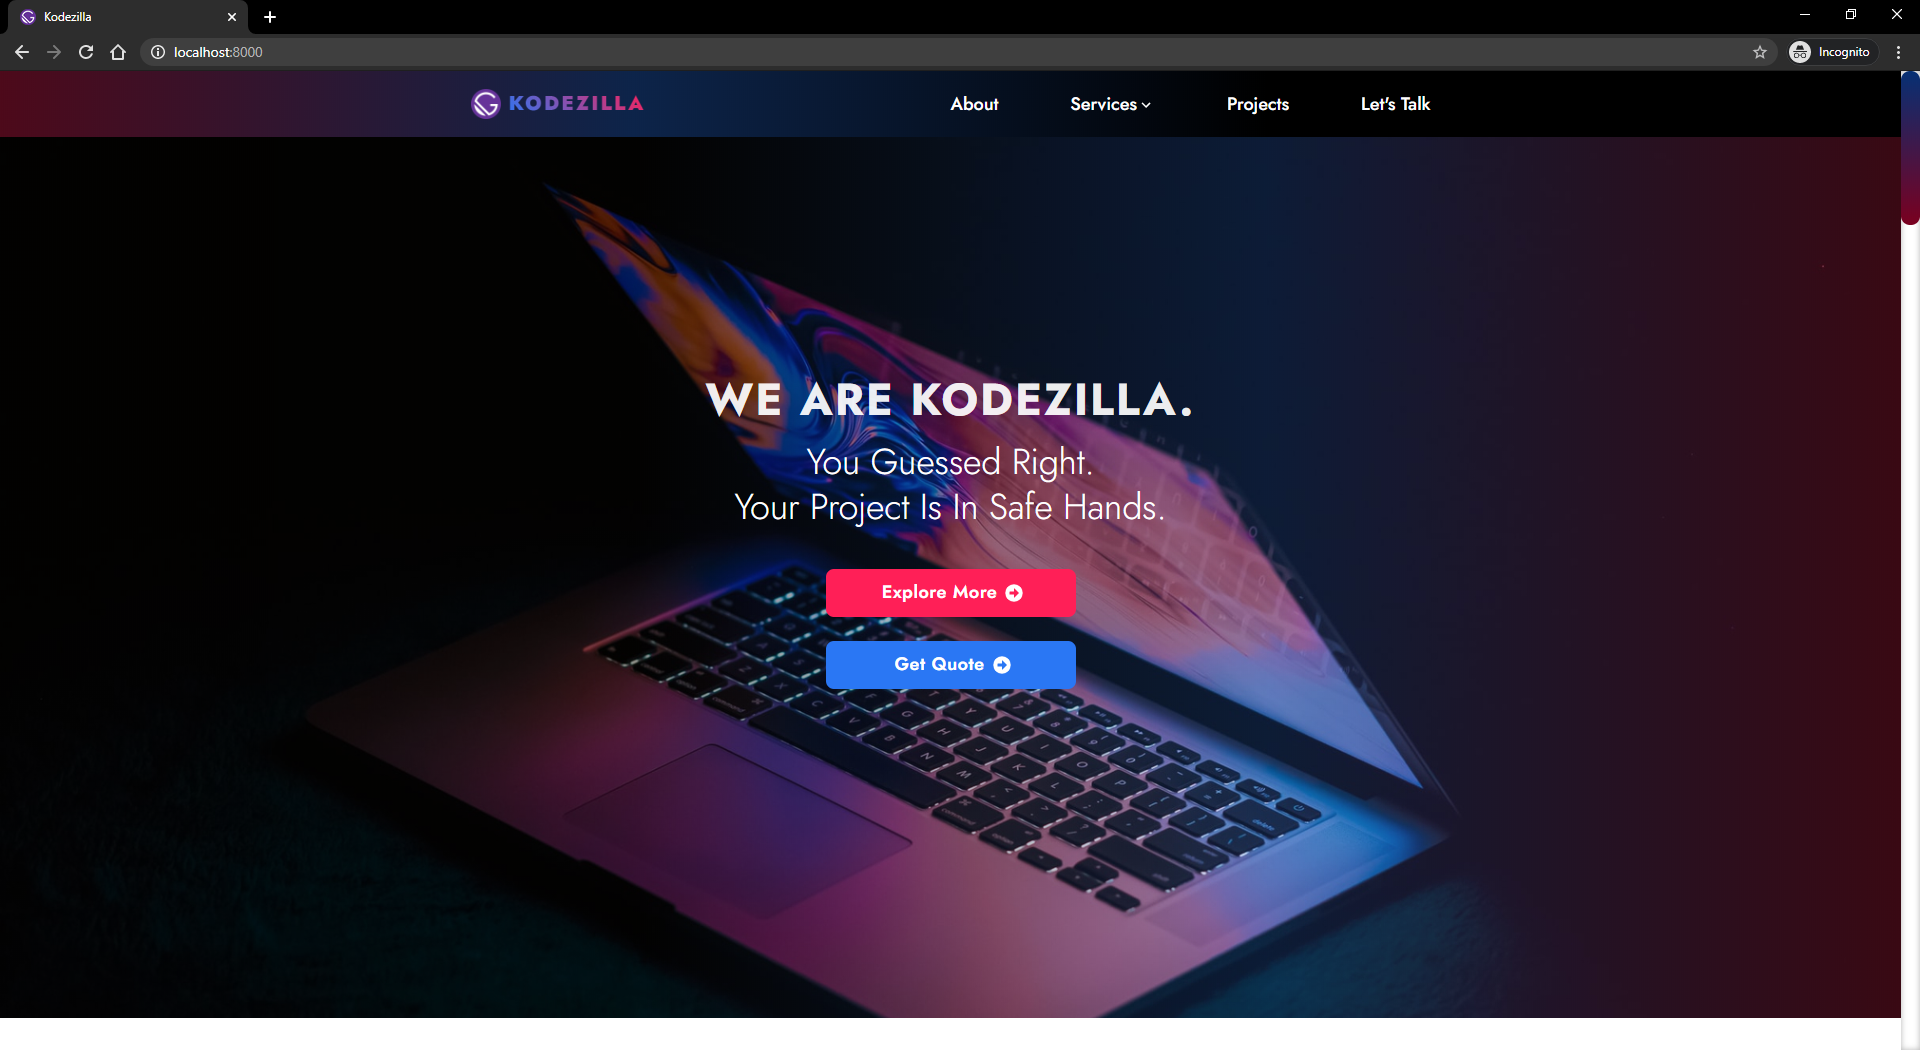 Kodezilla
localhost:8000
Incognito
KODEZILLA
About
Services
Projects
Let's Talk
WE ARE KODEZILLA.
You Guessed Right.
Your Project Is In Safe Hands.
Explore More
Get Quote